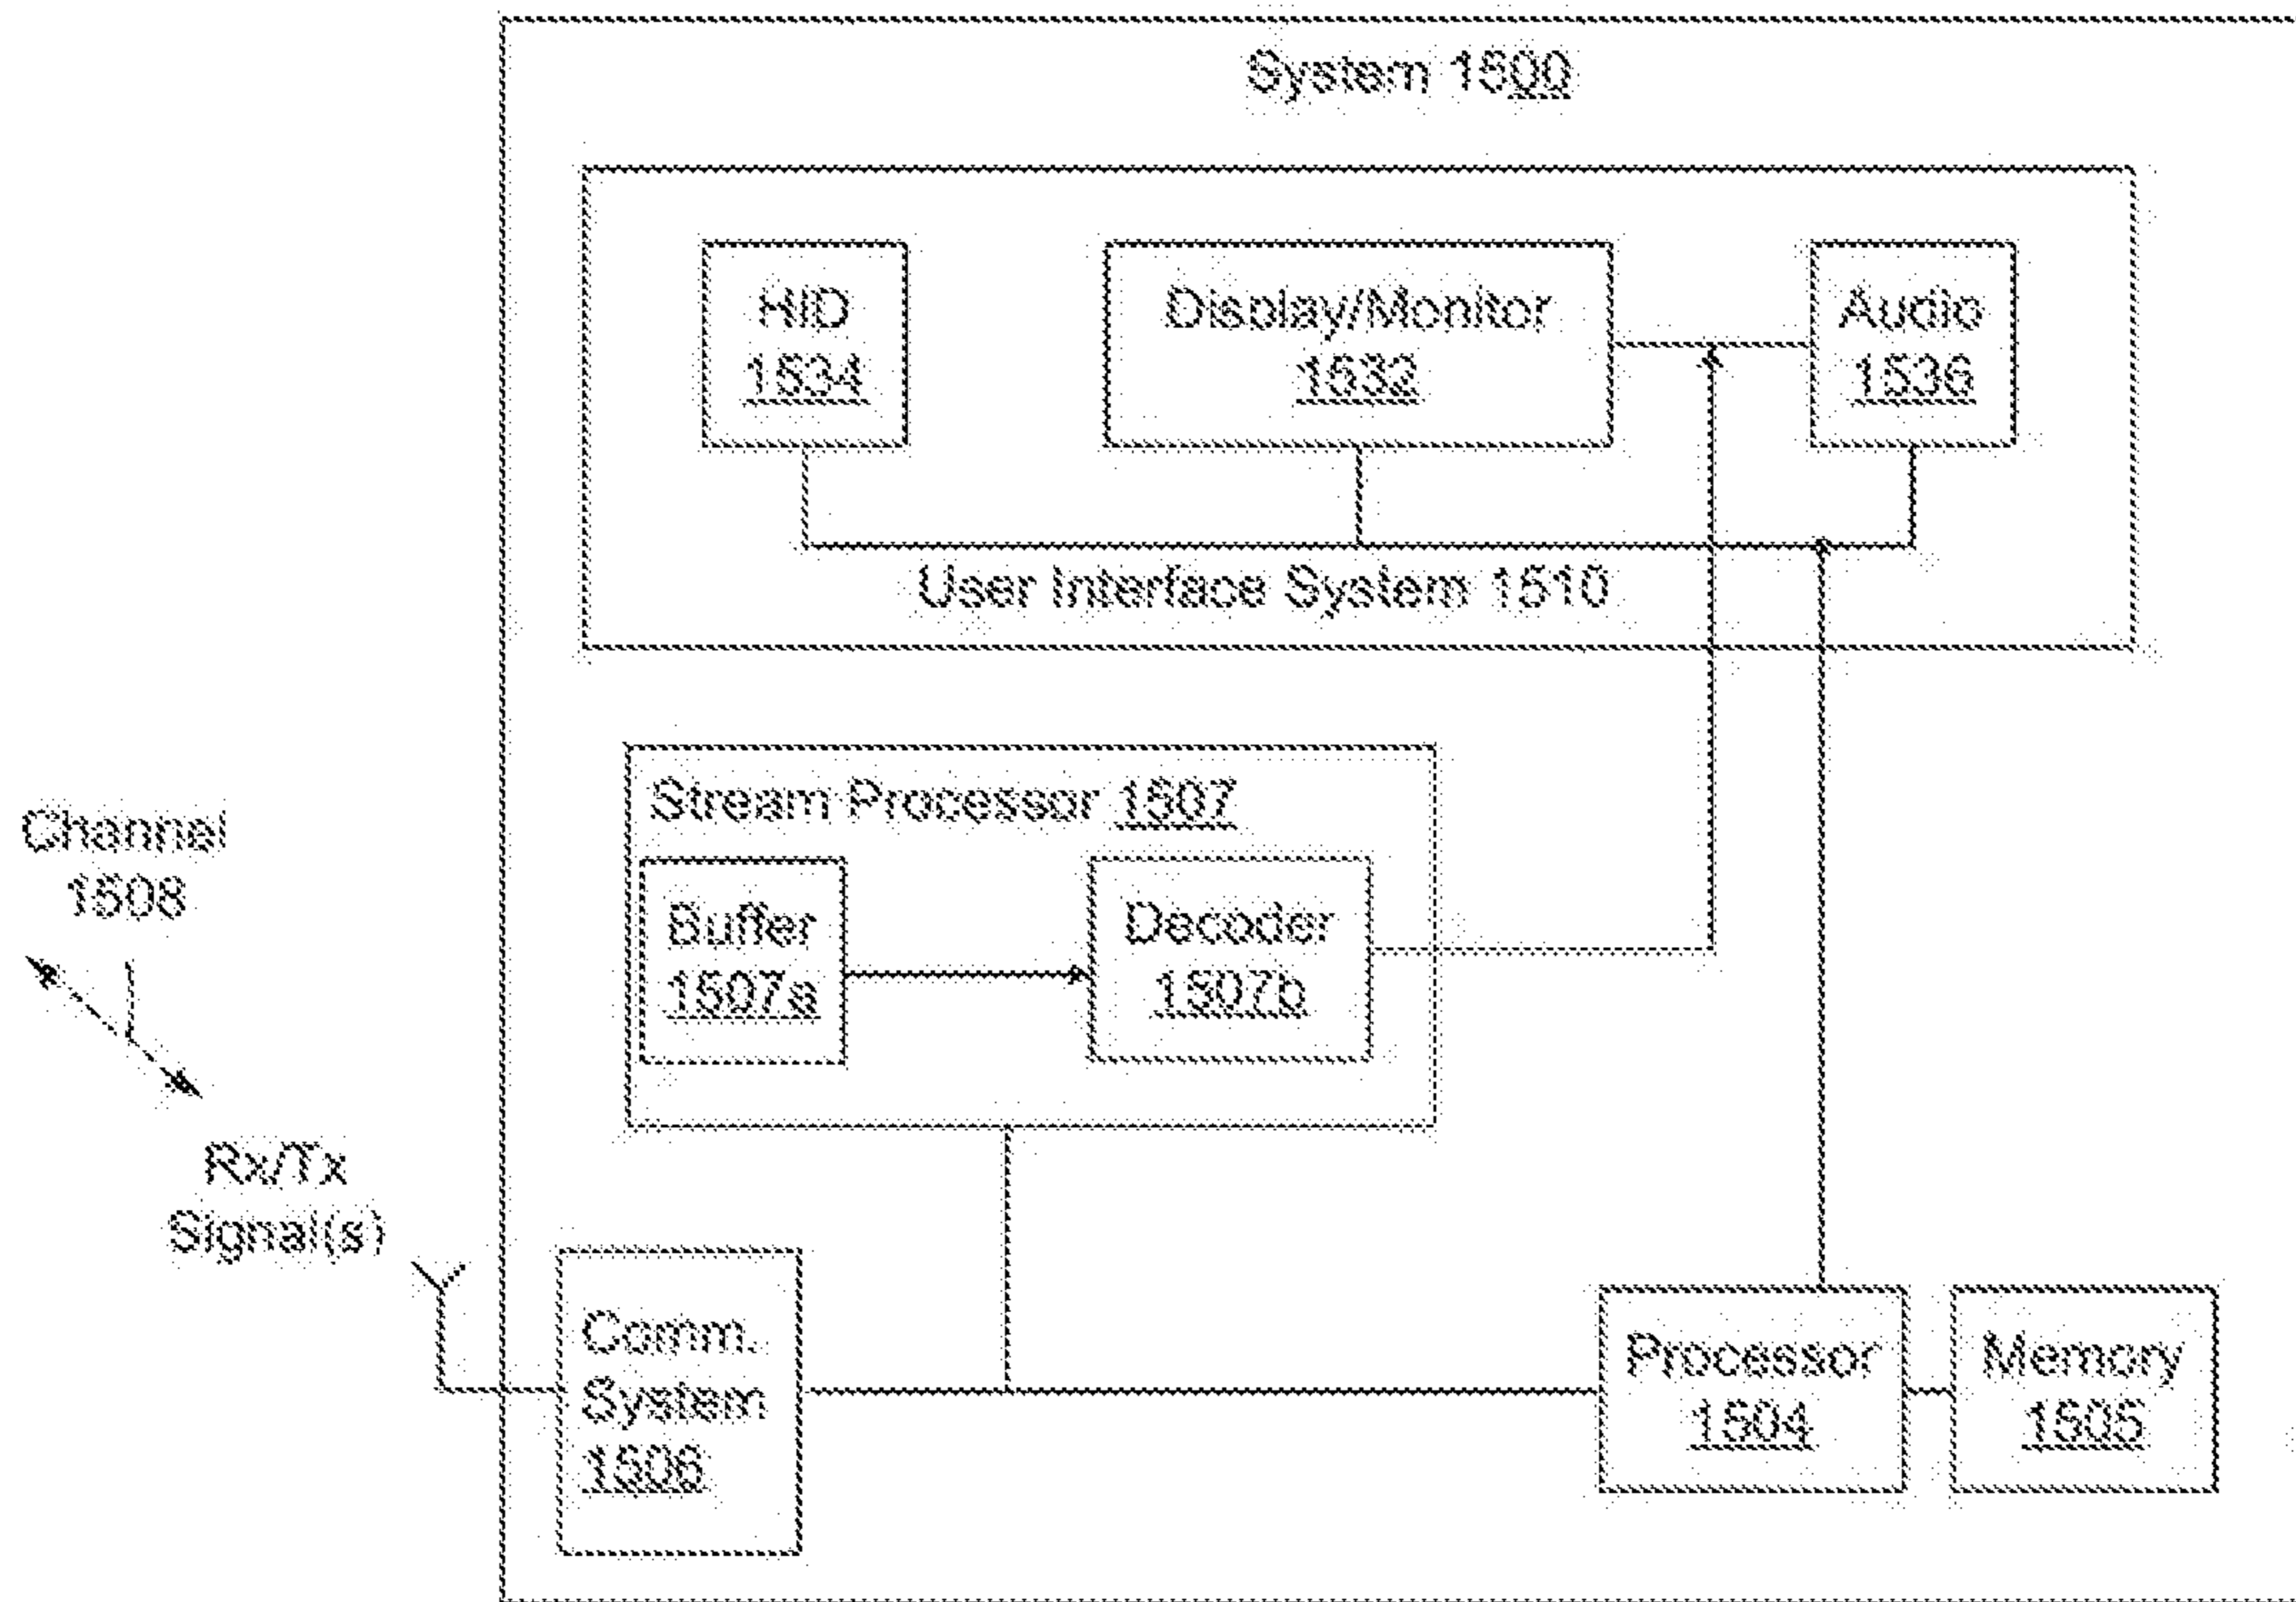 System 1500
HID
1534
Display/Monitor
1532
Audio
1536
User Interface System 1510
Stream Processor 1507
Channel
1508
Buffer
1507a
Decoder
1507b
Rx/Tx
Signal(s)
Comm.
System
1506
Processor
1504
Memory
1505